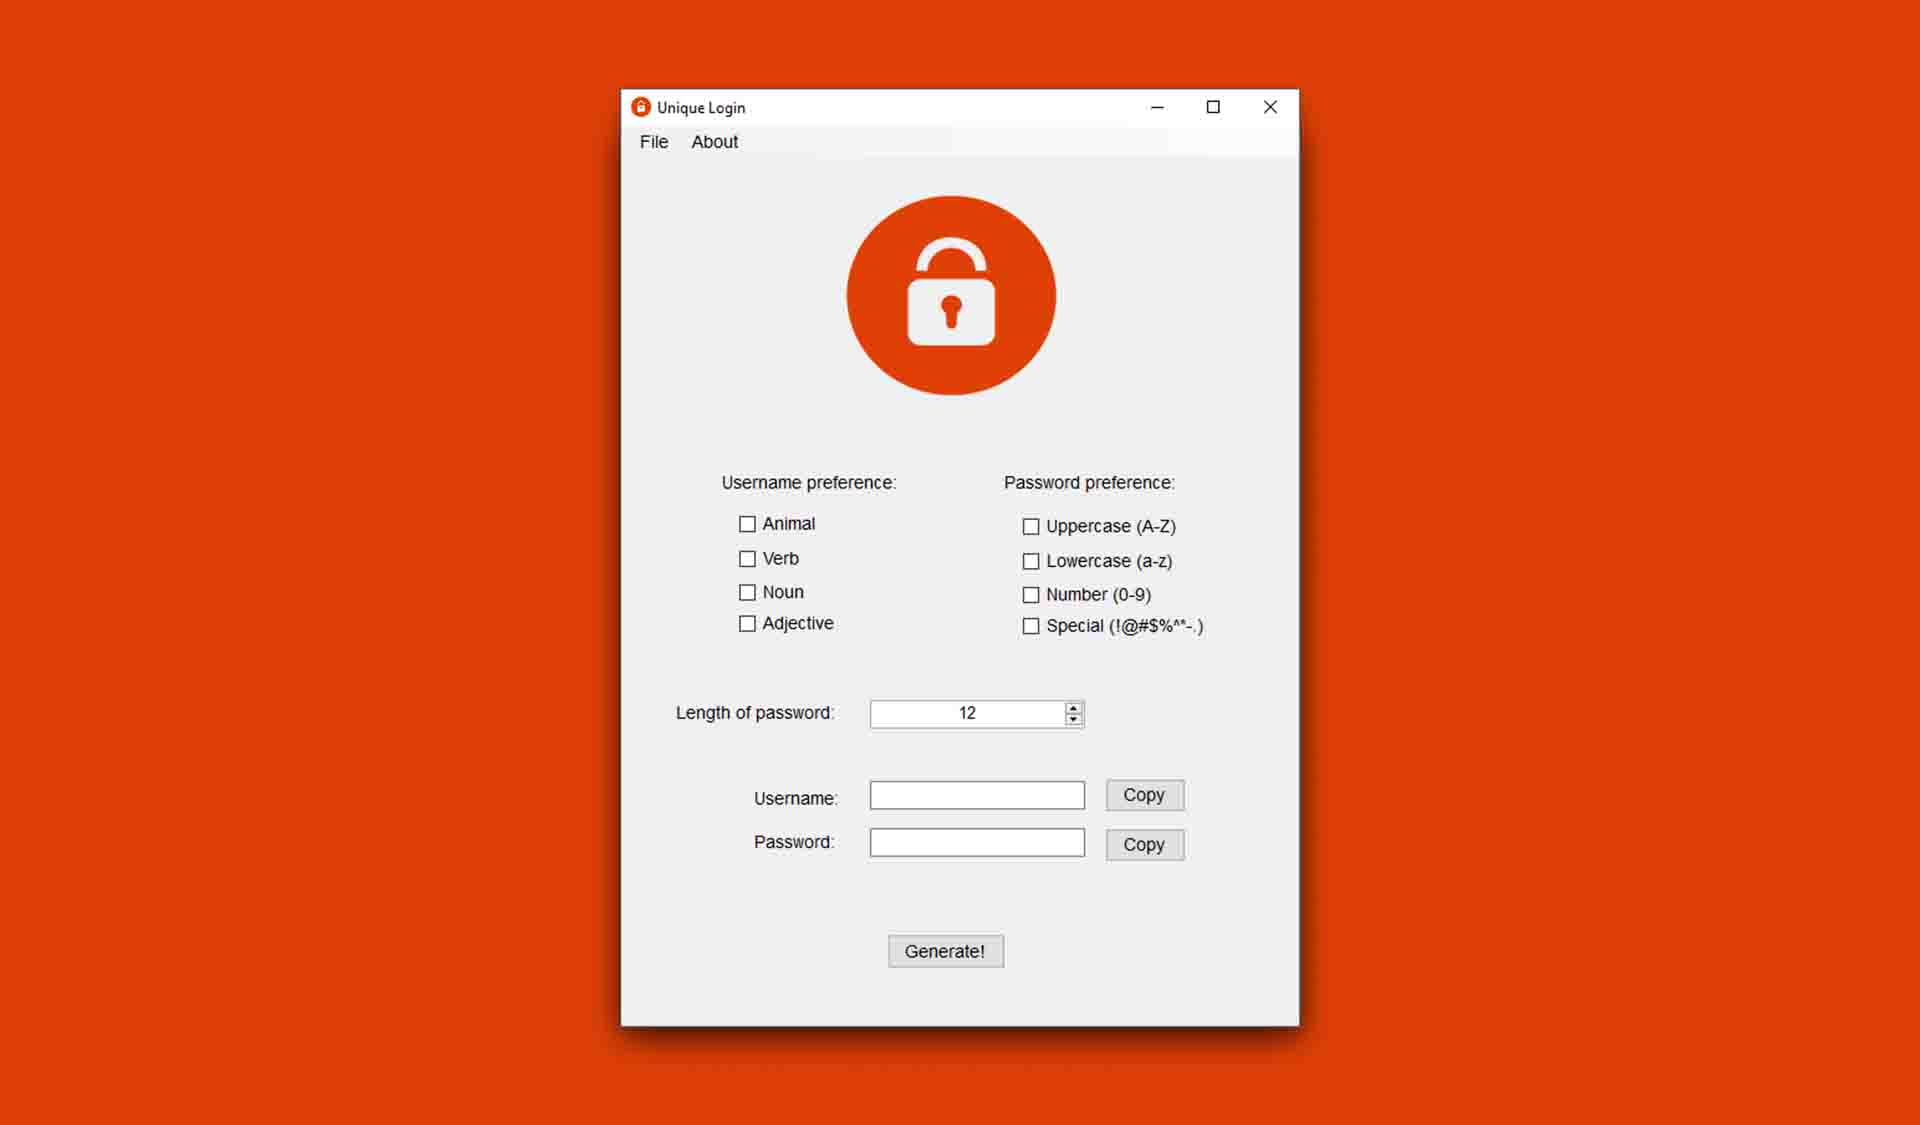 Unique Login
File About
Username preference: Password preference:
Animal Uppercase (A-Z)
Verb Lowercase (a-z)
Noun Number (0-9)
Adjective Special (!@#$%^*-.)
Length of password: 12
Username: Copy
Password: Copy
Generate!